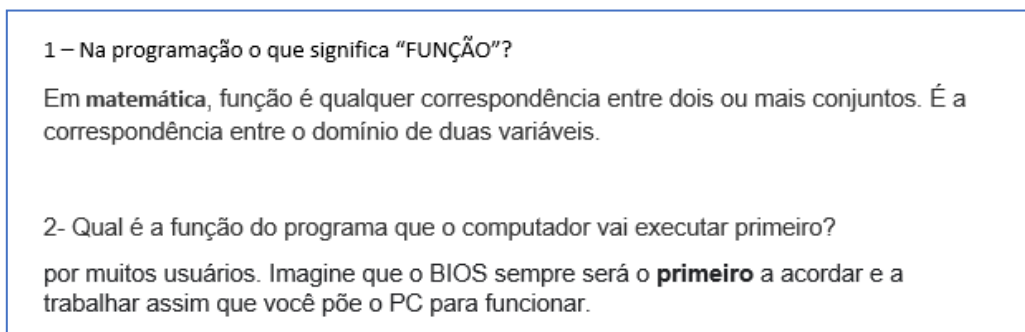 1 – Na programação o que significa “FUNÇÃO”?
Em matemática, função é qualquer correspondência entre dois ou mais conjuntos. É a
correspondência entre o domínio de duas variáveis.
2- Qual é a função do programa que o computador vai executar primeiro?
por muitos usuários. Imagine que o BIOS sempre será o primeiro a acordar e a
trabalhar assim que você põe o PC para funcionar.